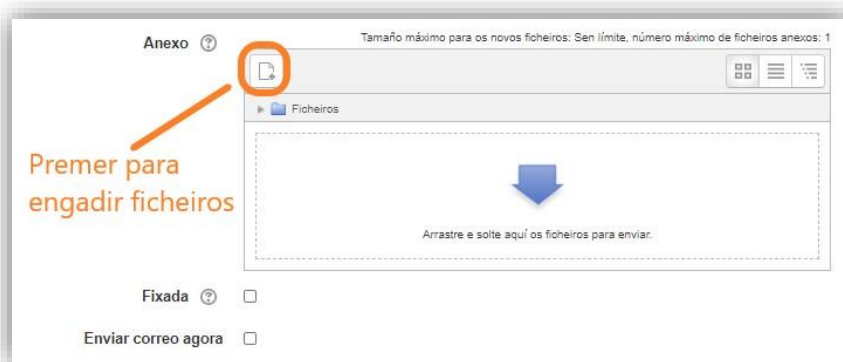 Anexo
Tamaño máximo para os novos ficheiros: Sen límite, número máximo de ficheiros anexos: 1
Ficheiros
Premer para
engadir ficheiros
Arrastre e solte aquí os ficheiros para enviar.
Fixada
Enviar correo agora